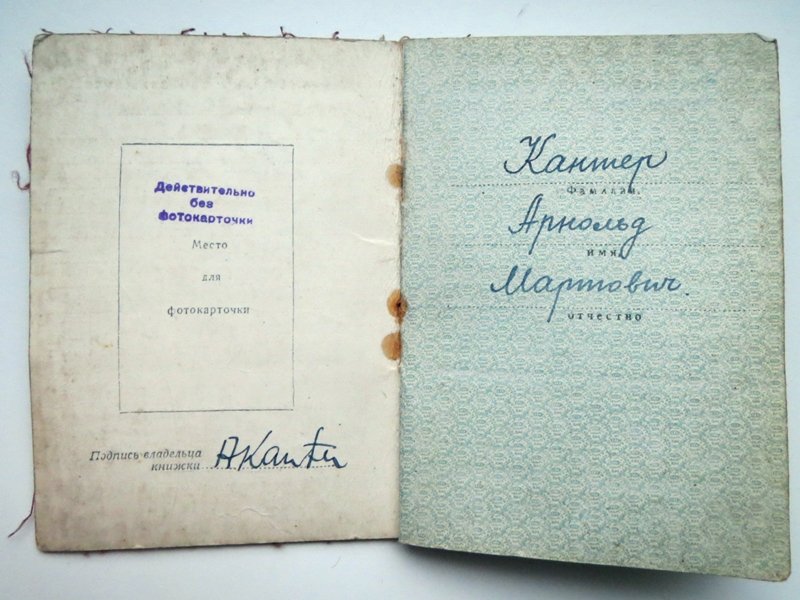 Действительно
без
фотокарточки
Место
для
фотокарточки
Подпись владельца
книжки AKanter
Кантер
Фамилия,
Арнольд
имя,
Мартович.
отчество